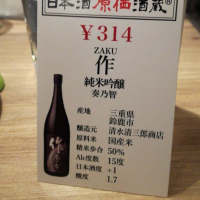 日本酒原価酒蔵®
¥314
ZAKU
作
純米吟醸
奏乃智
産地 三重県
鈴鹿市
醸造元 清水清三郎商店
原料米 国産米
精米歩合 50%
Alc度数 15度
日本酒度 +1
酸度 1.7
作